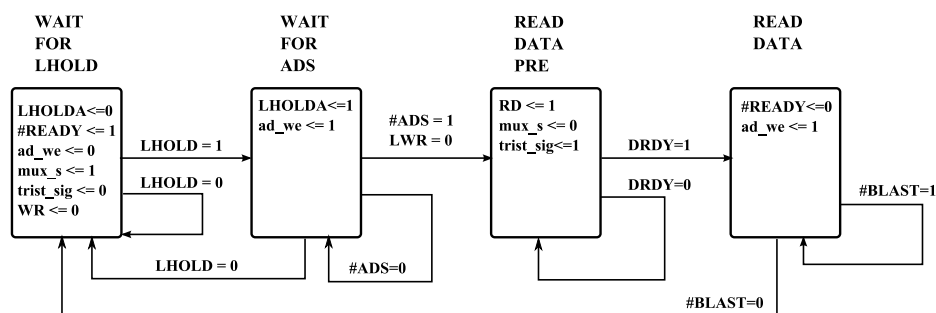 WAIT
FOR
LHOLD
WAIT
FOR
ADS
READ
DATA
PRE
READ
DATA
LHOLDA<=0
#READY <= 1
ad_we <= 0
mux_s <= 1
trist_sig <= 0
WR <= 0
LHOLD = 1
LHOLD = 0
LHOLDA<=1
ad_we <= 1
#ADS = 1
LWR = 0
LHOLD = 0
#ADS=0
RD <= 1
mux_s <= 0
trist_sig<=1
DRDY=1
DRDY=0
#READY<=0
ad_we <= 1
#BLAST=1
#BLAST=0